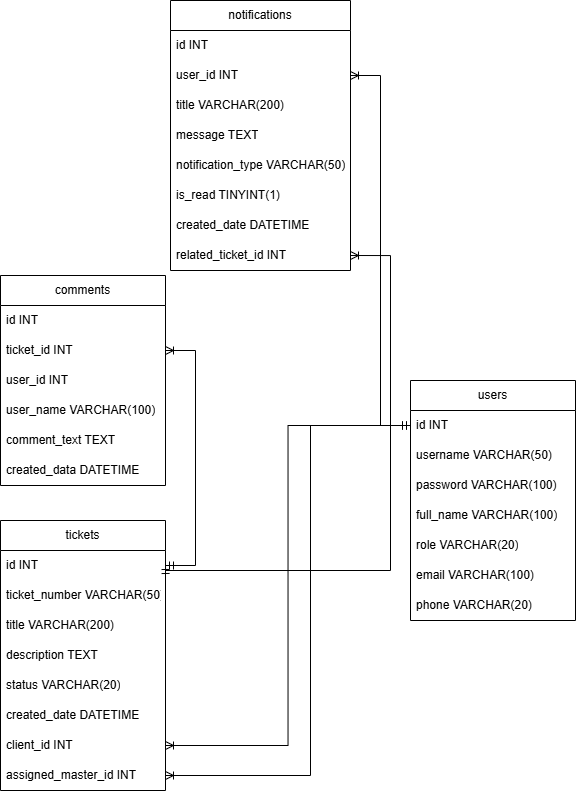 notifications
id INT
user_id INT
title VARCHAR(200)
message TEXT
notification_type VARCHAR(50)
is_read TINYINT(1)
created_date DATETIME
related_ticket_id INT
comments
id INT
ticket_id INT
user_id INT
user_name VARCHAR(100)
comment_text TEXT
created_data DATETIME
users
id INT
username VARCHAR(50)
password VARCHAR(100)
full_name VARCHAR(100)
role VARCHAR(20)
email VARCHAR(100)
phone VARCHAR(20)
tickets
id INT
ticket_number VARCHAR(50
title VARCHAR(200)
description TEXT
status VARCHAR(20)
created_date DATETIME
client_id INT
assigned_master_id INT